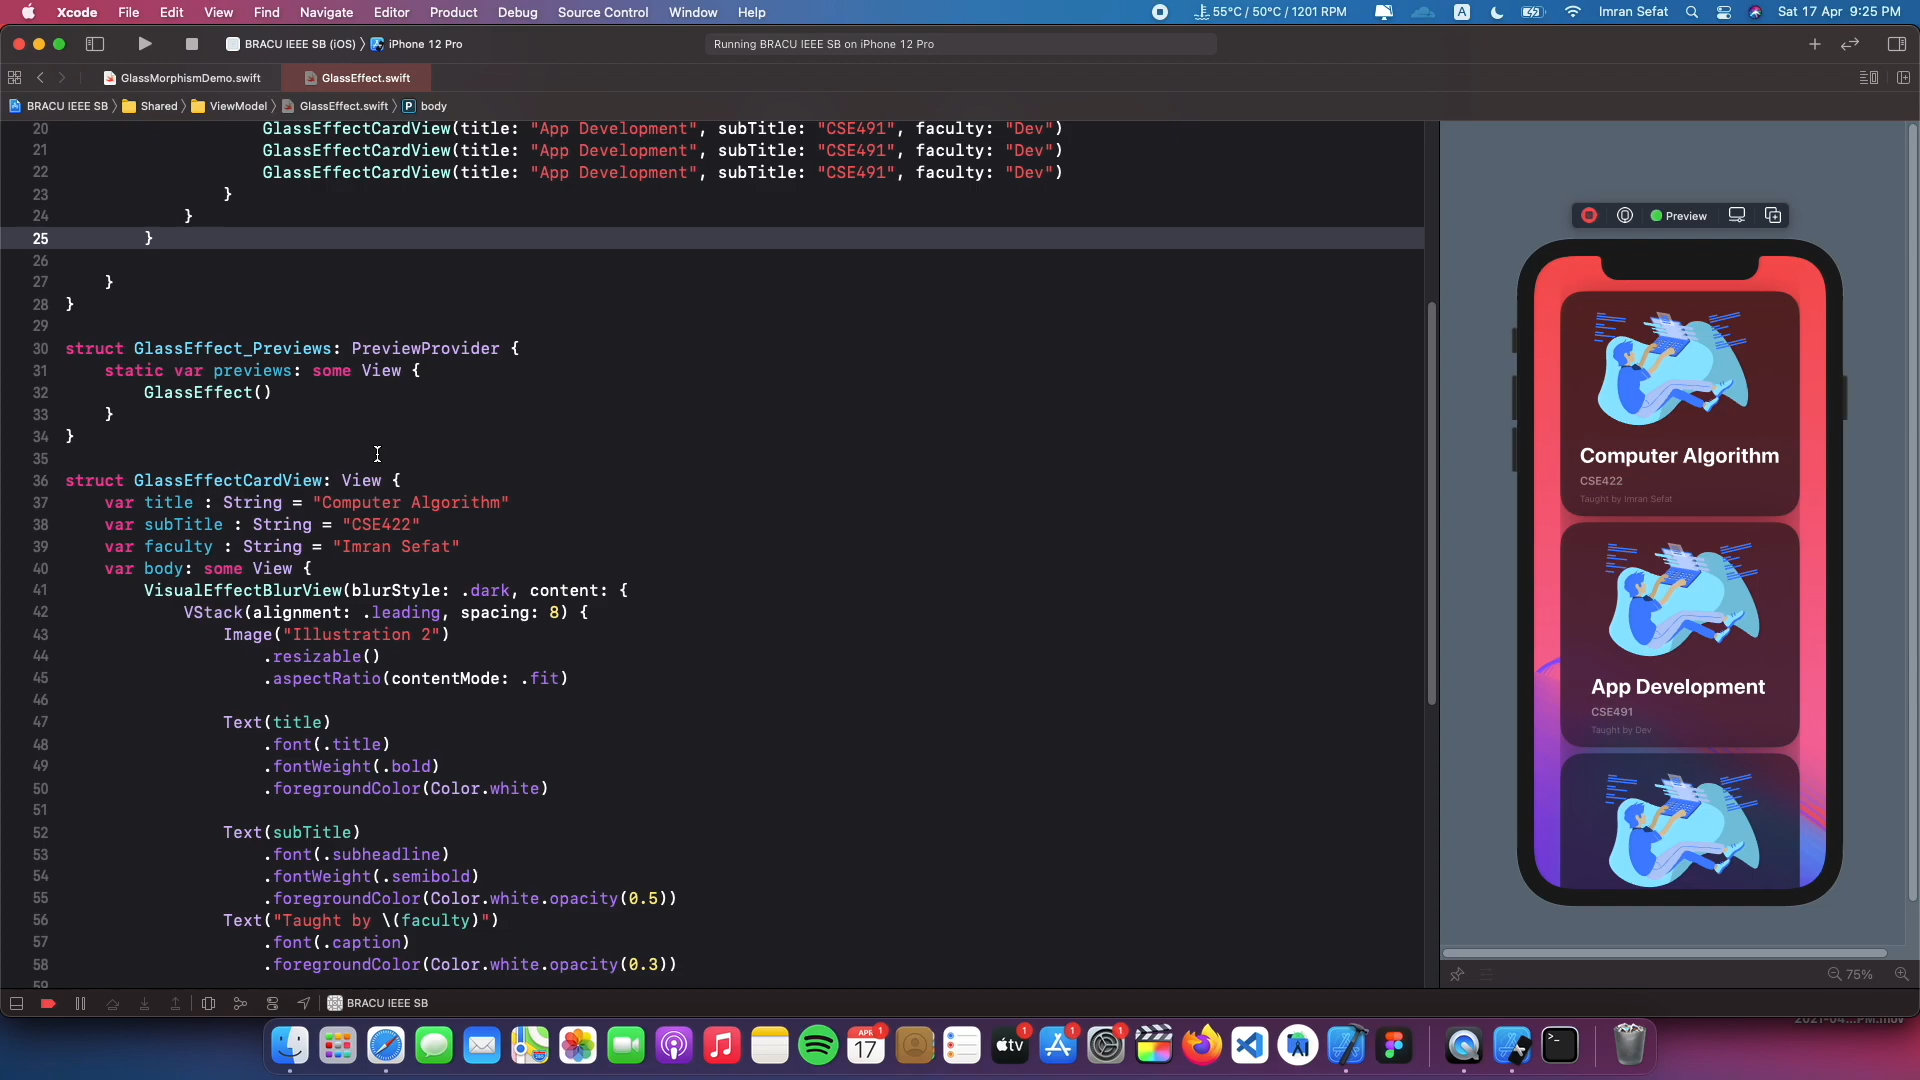 Xcode File Edit View Find Navigate Editor Product Debug Source Control Window Help 55°C / 50°C / 1201 RPM A Imran Sefat Sat 17 Apr 9:25 PM
BRACU IEEE SB (iOS) iPhone 12 Pro Running BRACU IEEE SB on iPhone 12 Pro
GlassMorphismDemo.swift GlassEffect.swift
BRACU IEEE SB Shared ViewModel GlassEffect.swift P body
20 GlassEffectCardView(title: "App Development", subTitle: "CSE491", faculty: "Dev")
21 GlassEffectCardView(title: "App Development", subTitle: "CSE491", faculty: "Dev")
22 GlassEffectCardView(title: "App Development", subTitle: "CSE491", faculty: "Dev")
23 }
24 }
25 }
26
27 }
28 }
29
30 struct GlassEffect_Previews: PreviewProvider {
31 static var previews: some View {
32 GlassEffect()
33 }
34 }
35
36 struct GlassEffectCardView: View {
37 var title : String = "Computer Algorithm"
38 var subTitle : String = "CSE422"
39 var faculty : String = "Imran Sefat"
40 var body: some View {
41 VisualEffectBlurView(blurStyle: .dark, content: {
42 VStack(alignment: .leading, spacing: 8) {
43 Image("Illustration 2")
44 .resizable()
45 .aspectRatio(contentMode: .fit)
46
47 Text(title)
48 .font(.title)
49 .fontWeight(.bold)
50 .foregroundColor(Color.white)
51
52 Text(subTitle)
53 .font(.subheadline)
54 .fontWeight(.semibold)
55 .foregroundColor(Color.white.opacity(0.5))
56 Text("Taught by \(faculty)")
57 .font(.caption)
58 .foregroundColor(Color.white.opacity(0.3))
59
Preview
Computer Algorithm
CSE422
Taught by Imran Sefat
App Development
CSE491
Taught by Dev
75%
BRACU IEEE SB
APR
17
1
1
tv
1
1
1